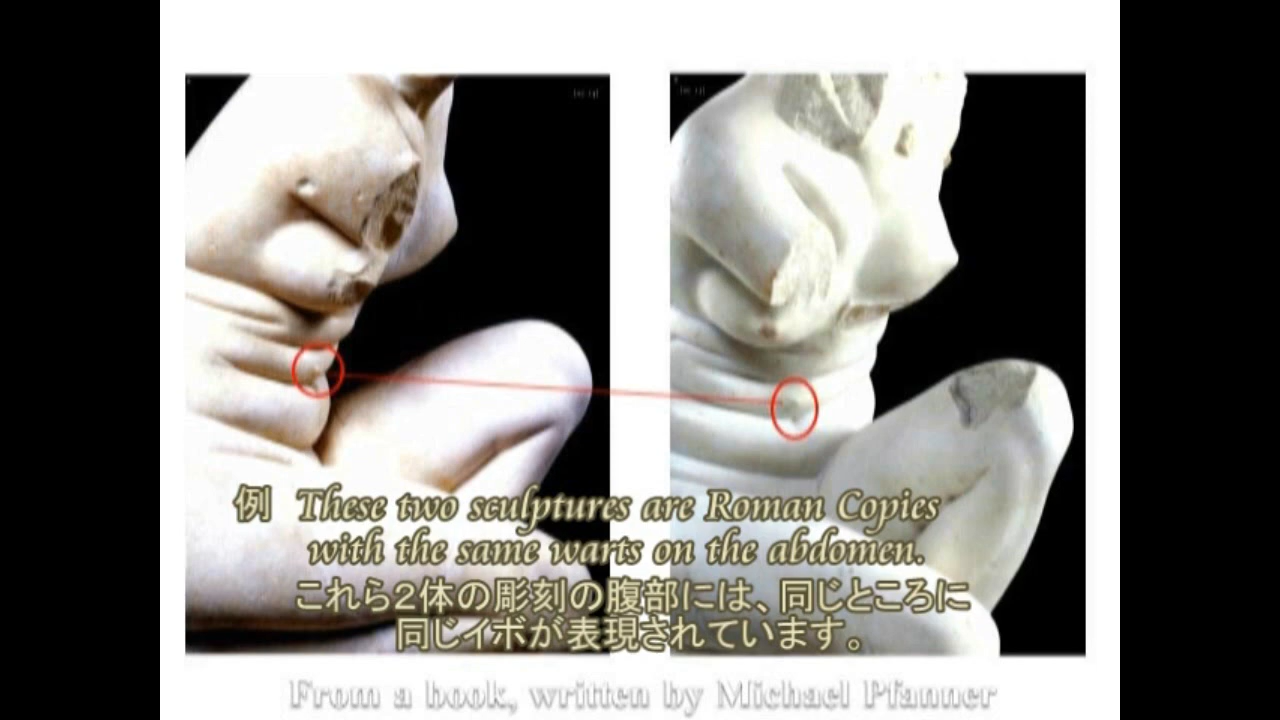 例 These two sculptures are Roman Copies
with the same warts on the abdomen.
これら２体の彫刻の腹部には、同じところに
同じイボが表現されています。
From a book, written by Michael Pfanner